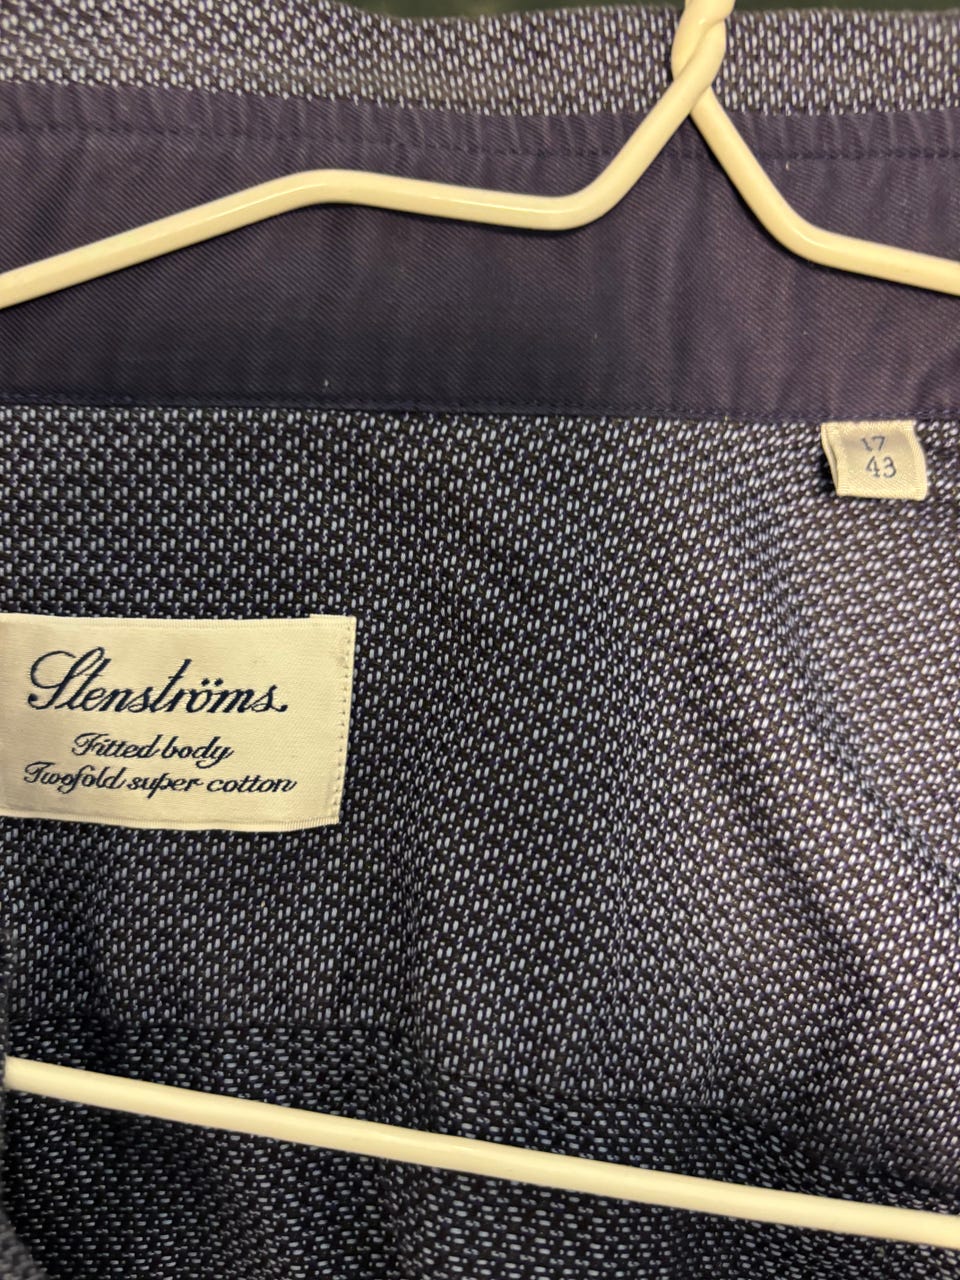 17
43
Stenströms
Fitted body
Twofold super cotton